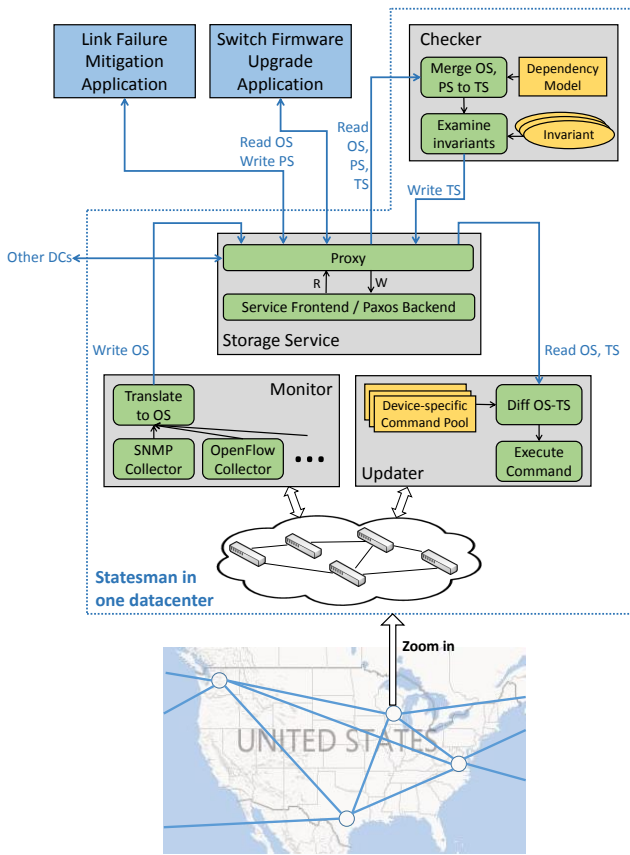 Link Failure
Mitigation
Application
Switch Firmware
Upgrade
Application
Checker
Merge OS,
PS to TS
Dependency
Model
Examine
invariants
Invariant
Read OS
Write PS
Read
OS,
PS,
TS
Write TS
Other DCs
Proxy
R
W
Service Frontend / Paxos Backend
Storage Service
Write OS
Read OS, TS
Monitor
Translate
to OS
SNMP
Collector
OpenFlow
Collector
...
Device-specific
Command Pool
Diff OS-TS
Execute
Command
Updater
Statesman in
one datacenter
Zoom in
UNITED STATES